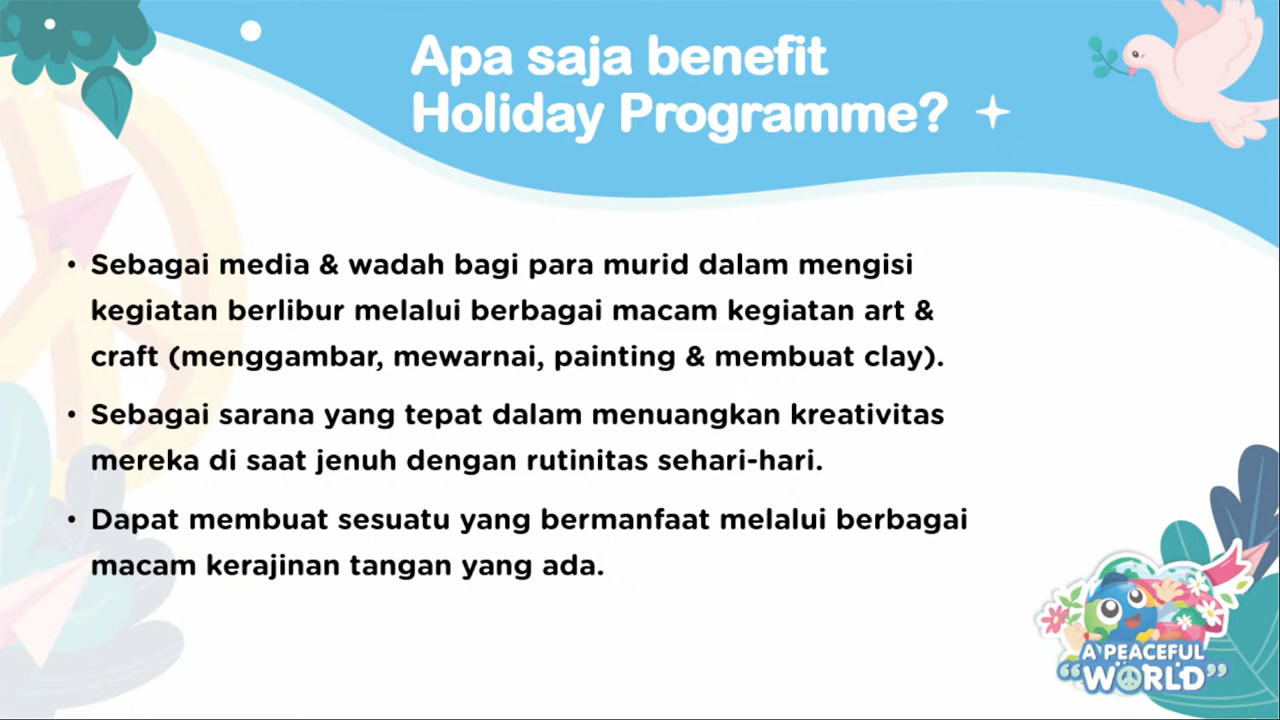 Apa saja benefit
Holiday Programme?
• Sebagai media & wadah bagi para murid dalam mengisi
kegiatan berlibur melalui berbagai macam kegiatan art &
craft (menggambar, mewarnai, painting & membuat clay).
• Sebagai sarana yang tepat dalam menuangkan kreativitas
mereka di saat jenuh dengan rutinitas sehari-hari.
• Dapat membuat sesuatu yang bermanfaat melalui berbagai
macam kerajinan tangan yang ada.
A PEACEFUL
“WORLD”